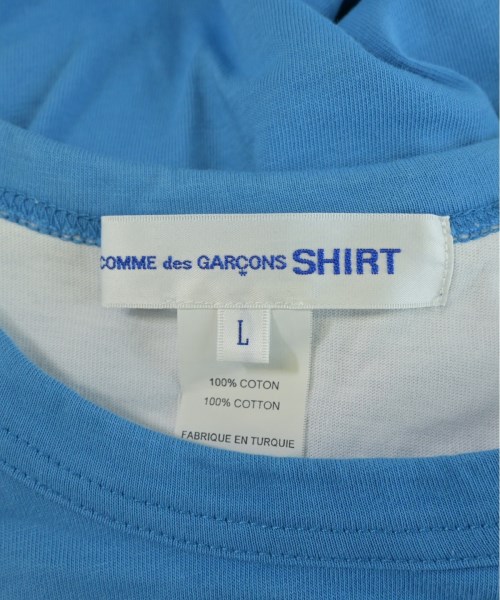 COMME des GARÇONS SHIRT
L
100% COTON
100% COTTON
FABRIQUE EN TURQUIE